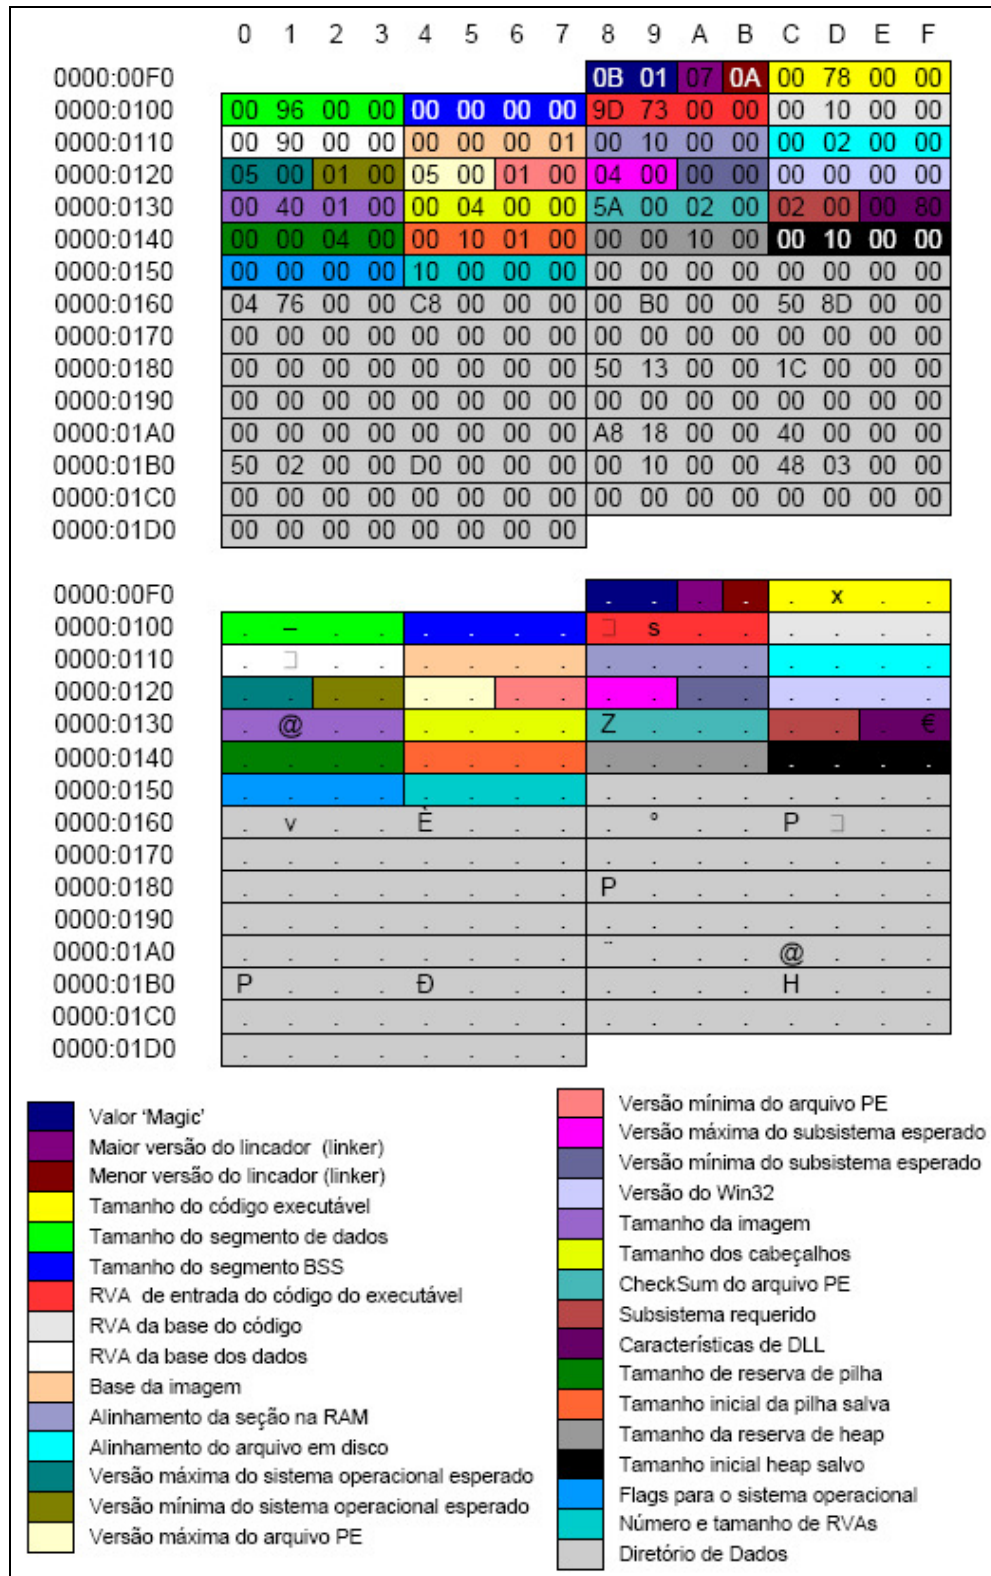 0 1 2 3 4 5 6 7 8 9 A B C D E F
0000:00F0 0B 01 07 0A 00 78 00 00
0000:0100 00 96 00 00 00 00 00 00 9D 73 00 00 00 10 00 00
0000:0110 00 90 00 00 00 00 00 01 00 10 00 00 00 02 00 00
0000:0120 05 00 01 00 05 00 01 00 04 00 00 00 00 00 00 00
0000:0130 00 40 01 00 00 04 00 00 5A 00 02 00 02 00 00 80
0000:0140 00 00 04 00 00 10 01 00 00 00 10 00 00 10 00 00
0000:0150 00 00 00 00 10 00 00 00 00 00 00 00 00 00 00 00
0000:0160 04 76 00 00 C8 00 00 00 00 B0 00 00 50 8D 00 00
0000:0170 00 00 00 00 00 00 00 00 00 00 00 00 00 00 00 00
0000:0180 00 00 00 00 00 00 00 00 50 13 00 00 1C 00 00 00
0000:0190 00 00 00 00 00 00 00 00 00 00 00 00 00 00 00 00
0000:01A0 00 00 00 00 00 00 00 00 A8 18 00 00 40 00 00 00
0000:01B0 50 02 00 00 D0 00 00 00 00 10 00 00 48 03 00 00
0000:01C0 00 00 00 00 00 00 00 00 00 00 00 00 00 00 00 00
0000:01D0 00 00 00 00 00 00 00 00
0000:00F0 . . . . . x . .
0000:0100 . – . . . . . . □ s . . . . . .
0000:0110 . □ . . . . . . . . . . . . . .
0000:0120 . . . . . . . . . . . . . . . .
0000:0130 . @ . . . . . . Z . . . . . . €
0000:0140 . . . . . . . . . . . . . . . .
0000:0150 . . . . . . . . . . . . . . . .
0000:0160 . v . . È . . . . ° . . P □ . .
0000:0170 . . . . . . . . . . . . . . . .
0000:0180 . . . . . . . . P . . . . . . .
0000:0190 . . . . . . . . . . . . . . . .
0000:01A0 . . . . . . . . ¨ . . . @ . . .
0000:01B0 P . . . Ð . . . . . . . H . . .
0000:01C0 . . . . . . . . . . . . . . . .
0000:01D0 . . . . . . . .
Valor 'Magic'
Maior versão do lincador (linker)
Menor versão do lincador (linker)
Tamanho do código executável
Tamanho do segmento de dados
Tamanho do segmento BSS
RVA de entrada do código do executável
RVA da base do código
RVA da base dos dados
Base da imagem
Alinhamento da seção na RAM
Alinhamento do arquivo em disco
Versão máxima do sistema operacional esperado
Versão mínima do sistema operacional esperado
Versão máxima do arquivo PE
Versão mínima do arquivo PE
Versão máxima do subsistema esperado
Versão mínima do subsistema esperado
Versão do Win32
Tamanho da imagem
Tamanho dos cabeçalhos
CheckSum do arquivo PE
Subsistema requerido
Característícas de DLL
Tamanho de reserva de pilha
Tamanho inicial da pilha salva
Tamanho da reserva de heap
Tamanho inicial heap salvo
Flags para o sistema operacional
Número e tamanho de RVAs
Diretório de Dados